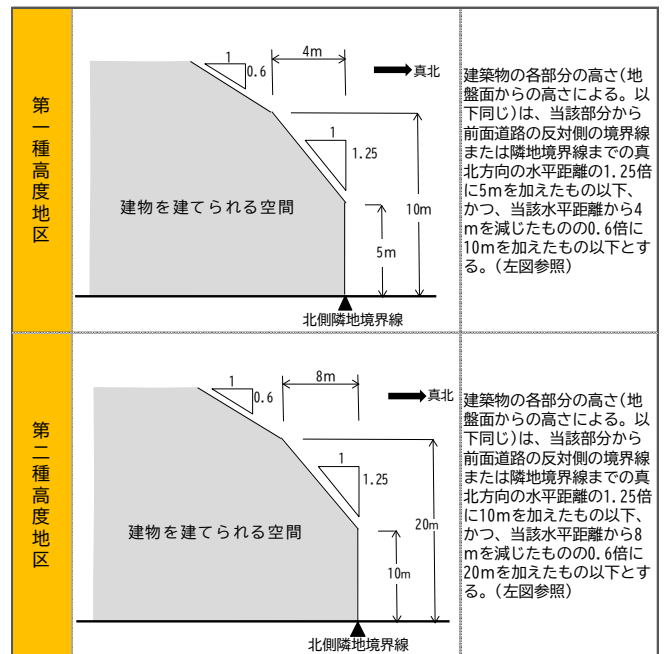 第一種高度地区
1
0.6
4m
真北
1
1.25
建物を建てられる空間
10m
5m
北側隣地境界線
建築物の各部分の高さ(地
盤面からの高さによる。以
下同じ)は、当該部分から
前面道路の反対側の境界線
または隣地境界線までの真
北方向の水平距離の1.25倍
に5mを加えたもの以下、
かつ、当該水平距離から4
mを減じたものの0.6倍に
10mを加えたもの以下とす
る。(左図参照)
第二種高度地区
1
0.6
8m
真北
1
1.25
建物を建てられる空間
20m
10m
北側隣地境界線
建築物の各部分の高さ(地
盤面からの高さによる。以
下同じ)は、当該部分から
前面道路の反対側の境界線
または隣地境界線までの真
北方向の水平距離の1.25倍
に10mを加えたもの以下、
かつ、当該水平距離から8
mを減じたものの0.6倍に
20mを加えたもの以下とす
る。(左図参照)